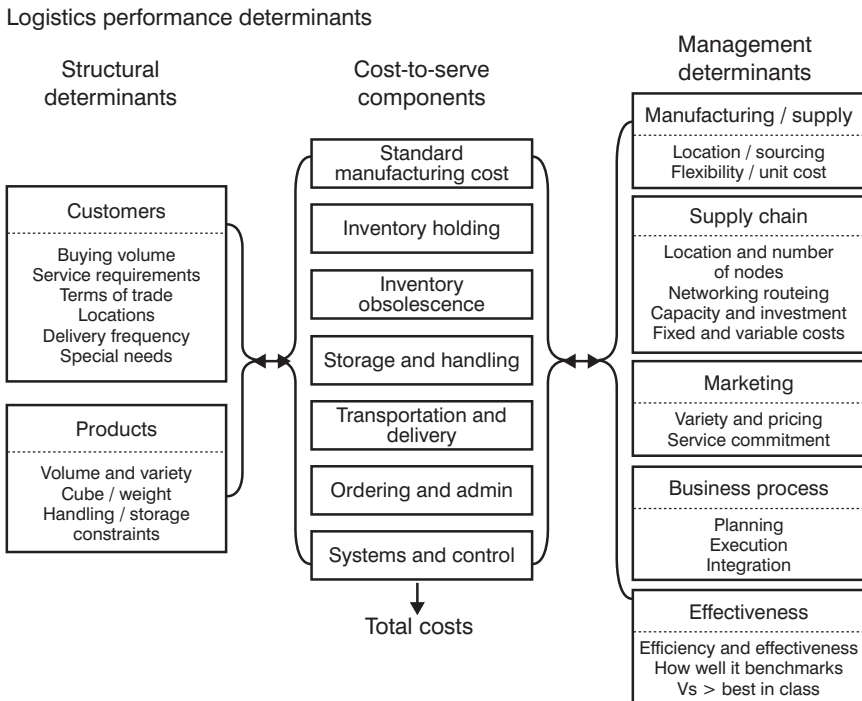 Logistics performance determinants
Structural
determinants
Customers
Buying volume
Service requirements
Terms of trade
Locations
Delivery frequency
Special needs
Products
Volume and variety
Cube / weight
Handling / storage
constraints
Cost-to-serve
components
Standard
manufacturing cost
Inventory holding
Inventory
obsolescence
Storage and handling
Transportation and
delivery
Ordering and admin
Systems and control
Total costs
Management
determinants
Manufacturing / supply
Location / sourcing
Flexibility / unit cost
Supply chain
Location and number
of nodes
Networking routeing
Capacity and investment
Fixed and variable costs
Marketing
Variety and pricing
Service commitment
Business process
Planning
Execution
Integration
Effectiveness
Efficiency and effectiveness
How well it benchmarks
Vs > best in class